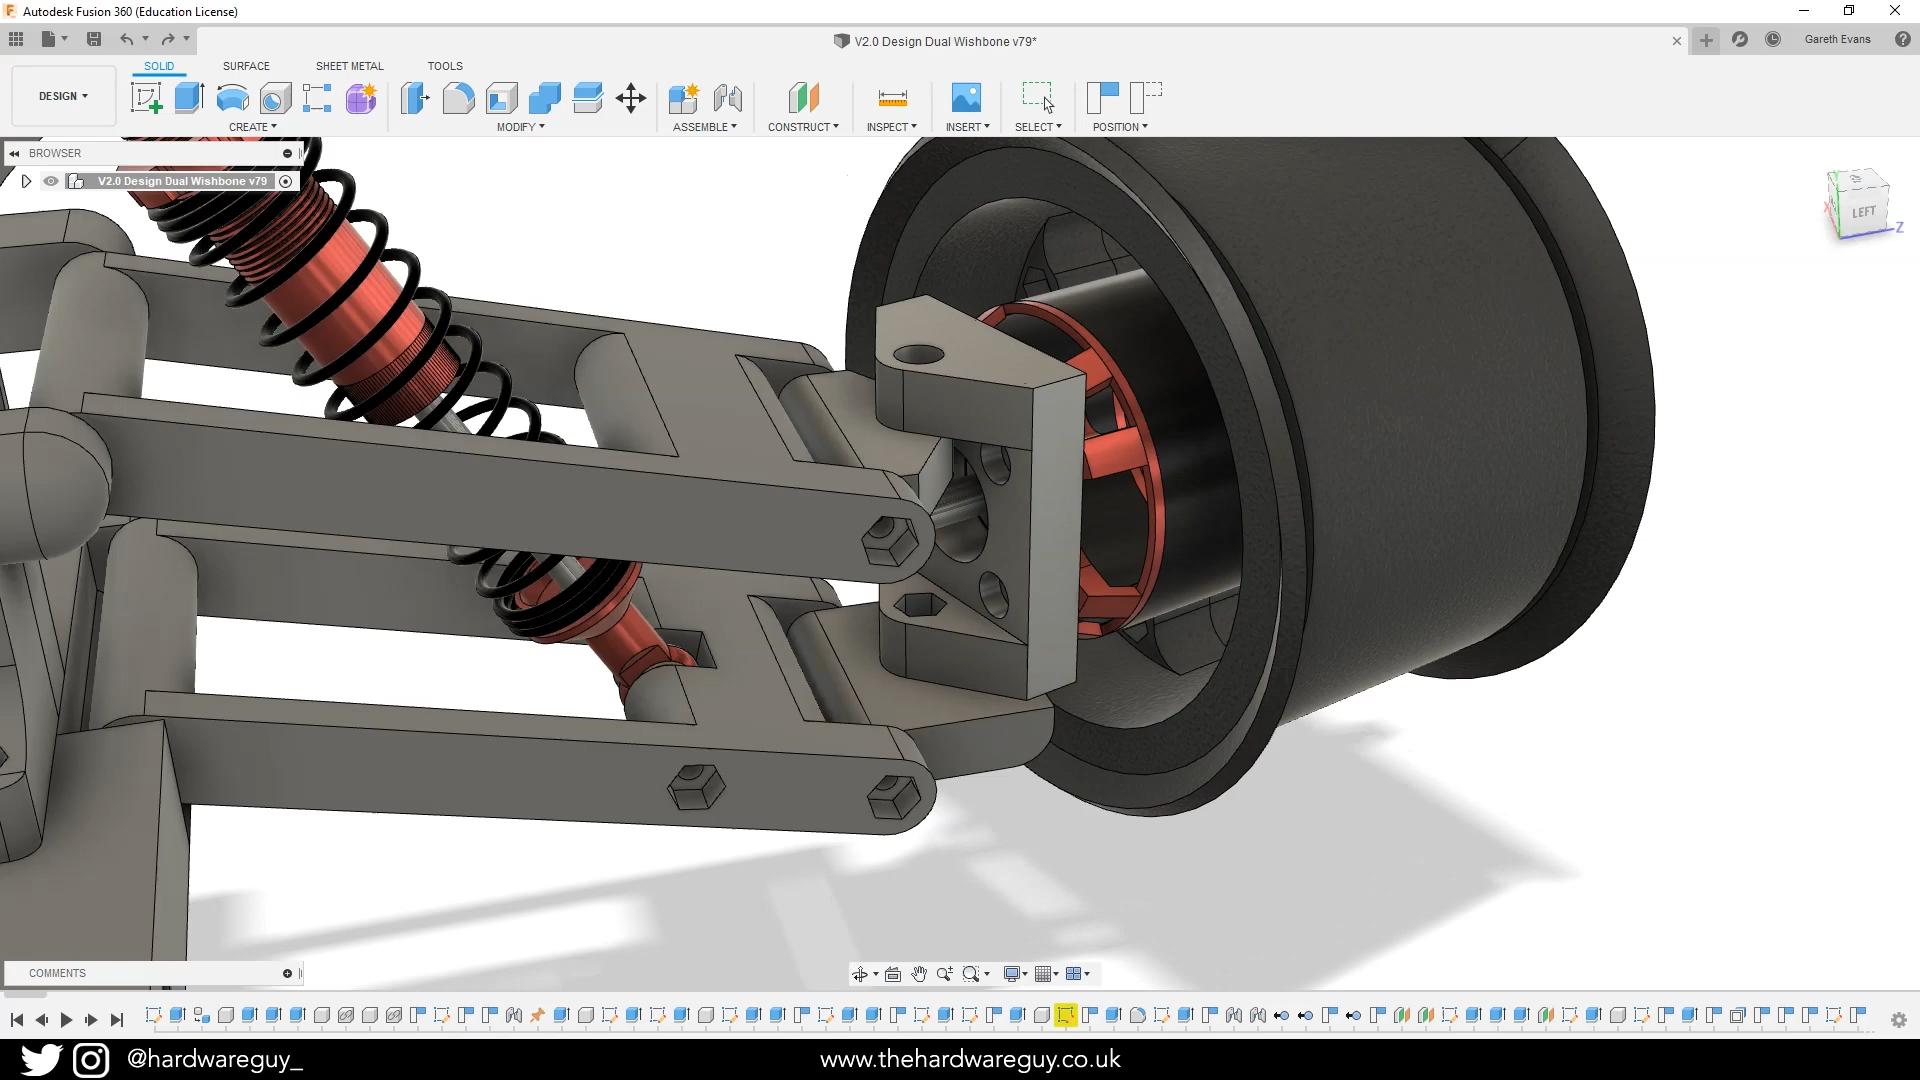 Autodesk Fusion 360 (Education License)
V2.0 Design Dual Wishbone v79*
Gareth Evans
SOLID
SURFACE
SHEET METAL
TOOLS
DESIGN
CREATE
MODIFY
ASSEMBLE
CONSTRUCT
INSPECT
INSERT
SELECT
POSITION
BROWSER
V2.0 Design Dual Wishbone v79
LEFT
X
Y
Z
COMMENTS
@hardwareguy_
www.thehardwareguy.co.uk